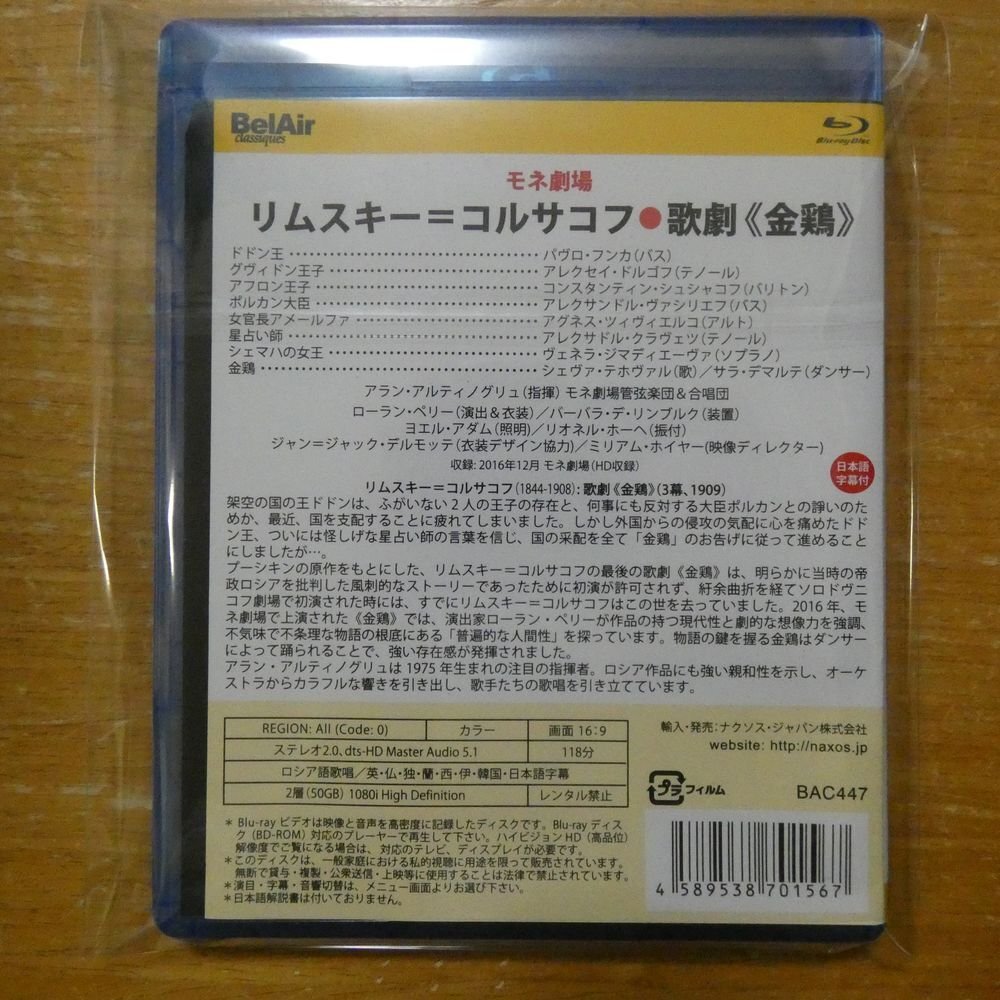 BelAir
classiques
Blu-ray Disc
モネ劇場
リムスキー＝コルサコフ●歌劇《金鶏》
ドドン王 パヴロ・フンカ（バス）
グヴィドン王子 アレクセイ・ドルゴフ（テノール）
アフロン王子 コンスタンティン・シュシャコフ（バリトン）
ポルカン大臣 アレクサンドル・ヴァシリエフ（バス）
女官長アメールファ アグネス・ツィヴィエルコ（アルト）
星占い師 アレクサドル・クラヴェツ（テノール）
シェマハの女王 ヴェネラ・ジマディエーヴァ（ソプラノ）
金鶏 シェヴァ・テホヴァル（歌）／サラ・デマルテ（ダンサー）
アラン・アルティノグリュ（指揮） モネ劇場管弦楽団＆合唱団
ローラン・ペリー（演出＆衣装）／バーバラ・デ・リンブルク（装置）
ヨエル・アダム（照明）／リオネル・ホーヘ（振付）
ジャン＝ジャック・デルモッテ（衣装デザイン協力）／ミリアム・ホイヤー（映像ディレクター）
収録：2016年12月 モネ劇場（HD収録）
日本語
字幕付
リムスキー＝コルサコフ（1844-1908）：歌劇《金鶏》（3幕、1909）
架空の国の王ドドンは、ふがいない２人の王子の存在と、何事にも反対する大臣ポルカンとの諍いのた
めか、最近、国を支配することに疲れてしまいました。しかし外国からの侵攻の気配に心を痛めたドド
ン王、ついには怪しげな星占い師の言葉を信じ、国の采配を全て「金鶏」のお告げに従って進めること
にしましたが…。
プーシキンの原作をもとにした、リムスキー＝コルサコフの最後の歌劇《金鶏》は、明らかに当時の帝
政ロシアを批判した風刺的なストーリーであったために初演が許可されず、紆余曲折を経てソロドヴニ
コフ劇場で初演された時には、すでにリムスキー＝コルサコフはこの世を去っていました。2016 年、モ
ネ劇場で上演された《金鶏》では、演出家ローラン・ペリーが作品の持つ現代性と劇的な想像力を強調、
不気味で不条理な物語の根底にある「普遍的な人間性」を探っています。物語の鍵を握る金鶏はダンサー
によって踊られることで、強い存在感が発揮されました。
アラン・アルティノグリュは 1975 年生まれの注目の指揮者。ロシア作品にも強い親和性を示し、オーケ
ストラからカラフルな響きを引き出し、歌手たちの歌唱を引き立てています。
REGION: All (Code: 0) カラー 画面 16：9
ステレオ2.0、dts-HD Master Audio 5.1 118分
ロシア語歌唱／英・仏・独・蘭・西・伊・韓国・日本語字幕
2層（50GB）1080i High Definition レンタル禁止
輸入・発売：ナクソス・ジャパン株式会社
website: http://naxos.jp
プラ フィルム BAC447
＊ Blu-ray ビデオは映像と音声を高密度に記録したディスクです。Blu-ray ディス
ク（BD-ROM）対応のプレーヤーで再生して下さい。ハイビジョン HD（高品位）
解像度でご覧になる場合は、対応のテレビ、ディスプレイが必要です。
＊このディスクは、一般家庭における私的視聴に用途を限って販売されています。
無断で貸与・複製・公衆送信・上映等に使用することは法律で禁止されています。
＊演目・字幕・音響切替は、メニュー画面よりお選び下さい。
＊日本語解説書は付いておりません。
4 589538 701567